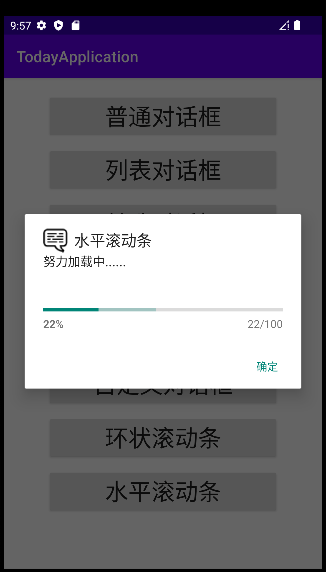 9:57
TodayApplication
普通对话框
列表对话框
水平滚动条
努力加载中......
22%
22/100
确定
自定义对话框
环状滚动条
水平滚动条